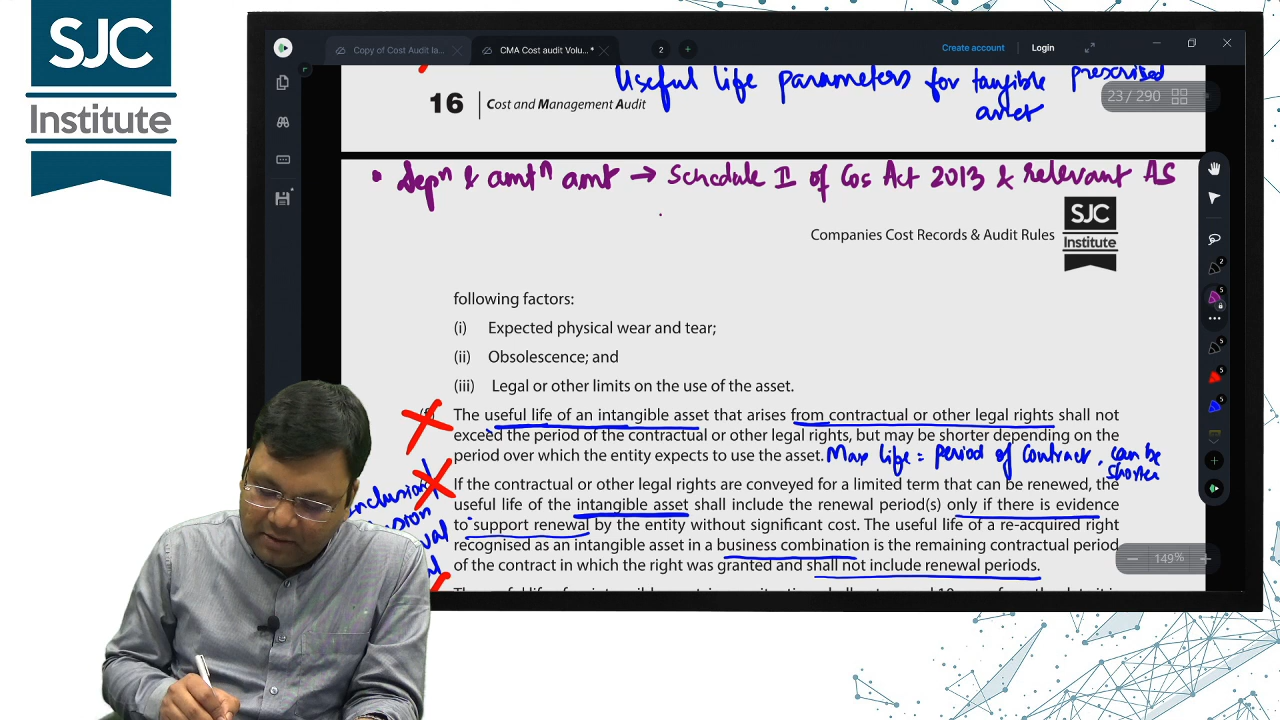 SJC
Institute
Copy of Cost Audit la...
CMA Cost audit Volu...*
2
Create account
Login
Useful life parameters for tangible prescribed
asset
16
Cost and Management Audit
23 / 290
• depⁿ & amtⁿ amt → Schedule II of Cos Act 2013 & relevant AS
SJC
Institute
Companies Cost Records & Audit Rules
following factors:
(i) Expected physical wear and tear;
(ii) Obsolescence; and
(iii) Legal or other limits on the use of the asset.
The useful life of an intangible asset that arises from contractual or other legal rights shall not
exceed the period of the contractual or other legal rights, but may be shorter depending on the
period over which the entity expects to use the asset. Max life = period of contract, can be
shorter
If the contractual or other legal rights are conveyed for a limited term that can be renewed, the
useful life of the intangible asset shall include the renewal period(s) only if there is evidence
to support renewal by the entity without significant cost. The useful life of a re-acquired right
recognised as an intangible asset in a business combination is the remaining contractual period
of the contract in which the right was granted and shall not include renewal periods.
Inclusion
149%
2
5
5
5
5